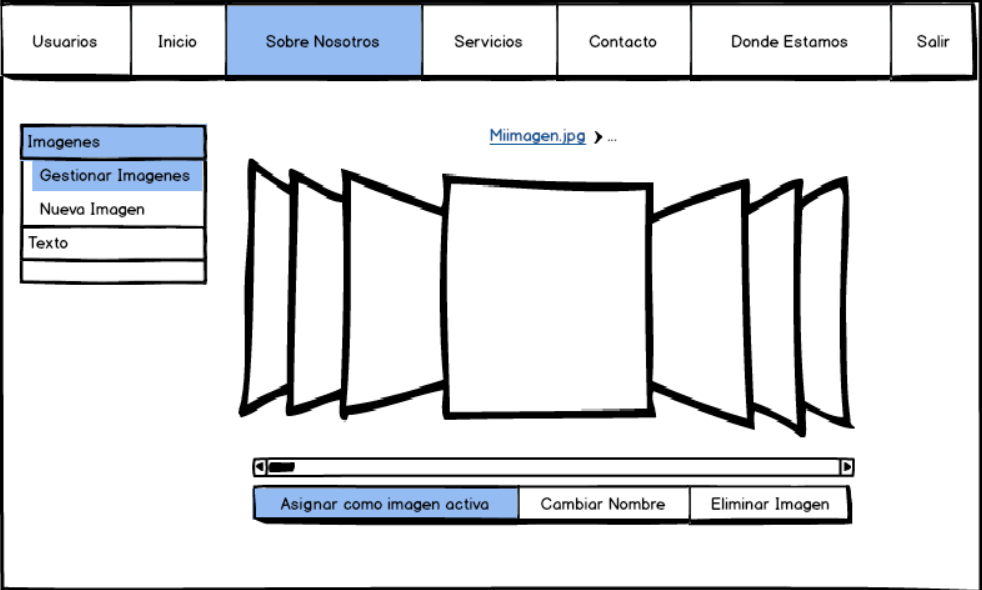 Usuarios Inicio Sobre Nosotros Servicios Contacto Donde Estamos Salir
Imagenes
Gestionar Imagenes
Nueva Imagen
Texto
Miimagen.jpg ❯ ...
Asignar como imagen activa Cambiar Nombre Eliminar Imagen